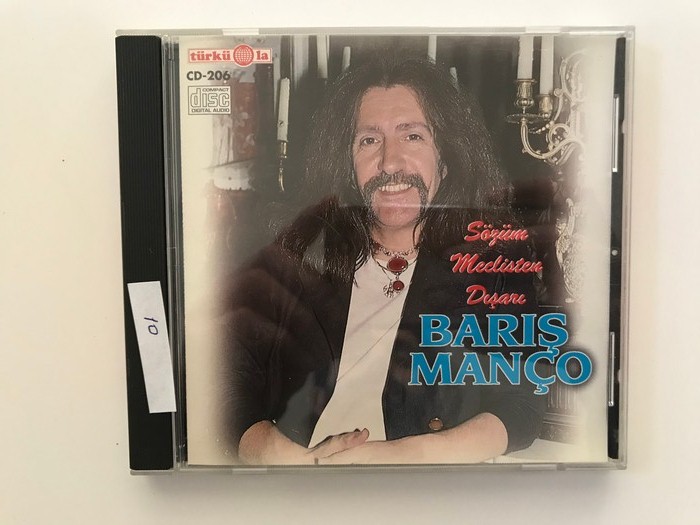 türkü la
CD-206
COMPACT
disc
DIGITAL AUDIO
Sözüm
Meclisten
Dışarı
BARIŞ
MANÇO
10